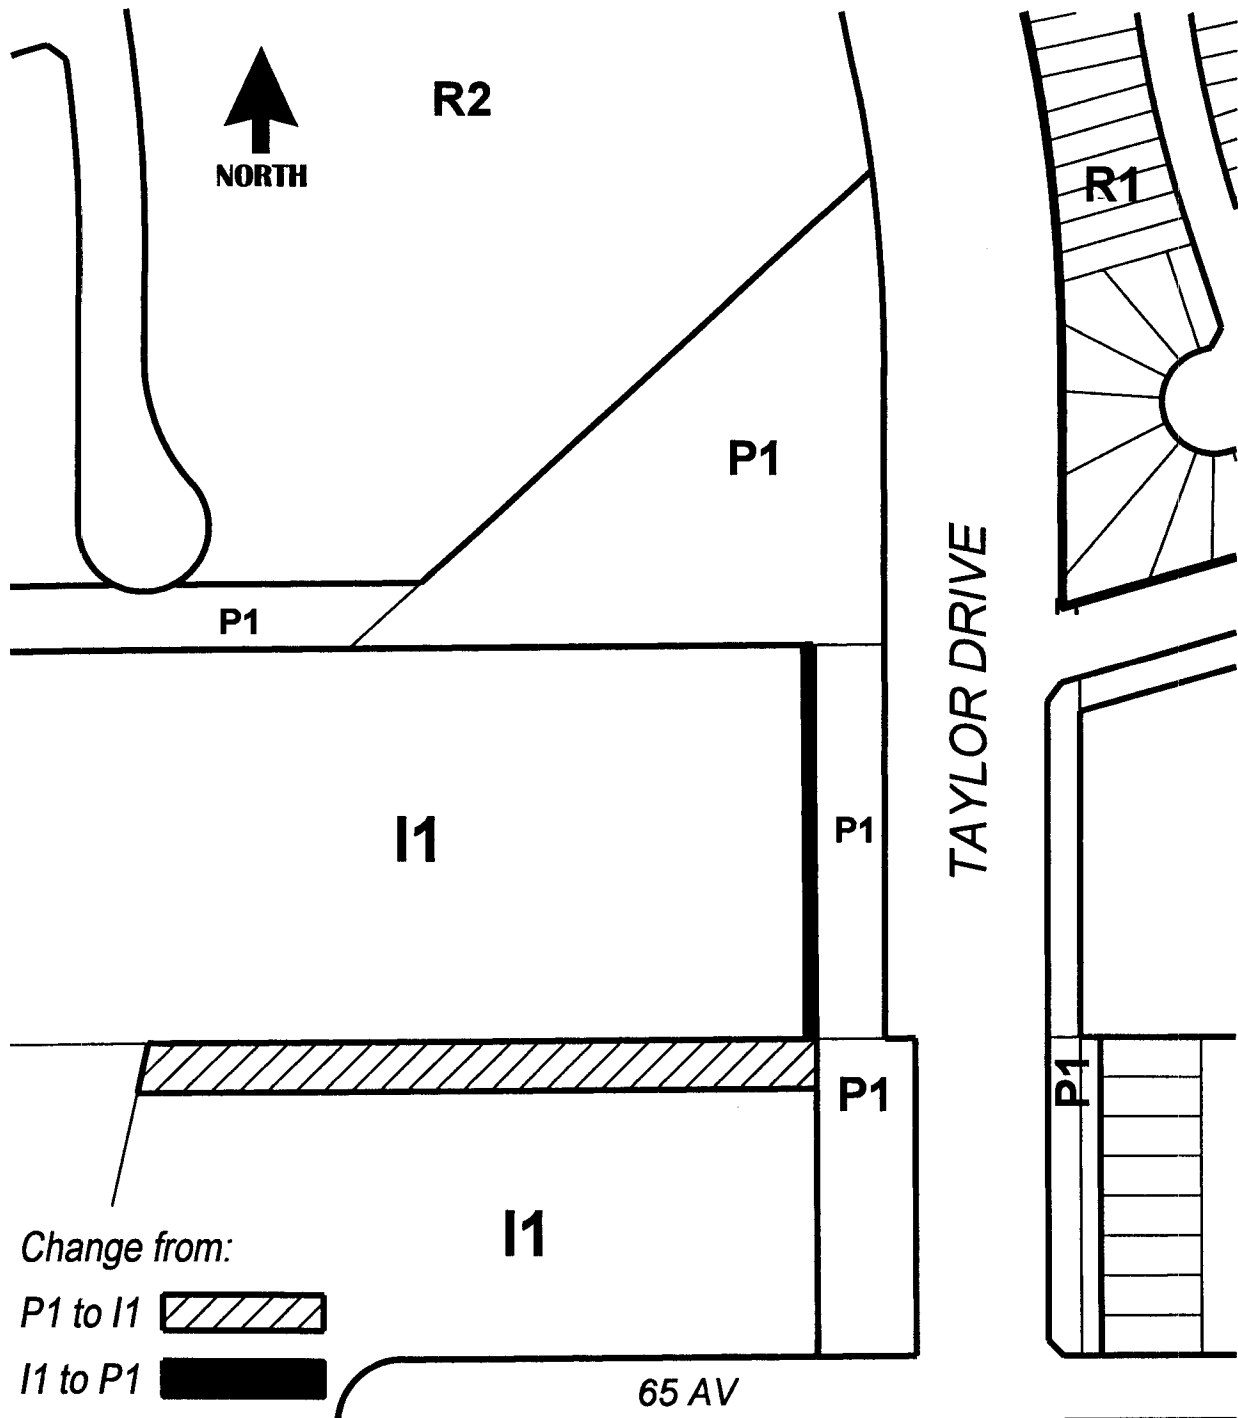 R2
NORTH
R1
P1
TAYLOR DRIVE
P1
I1
P1
P1
P1
I1
Change from:
P1 to I1
I1 to P1
65 AV